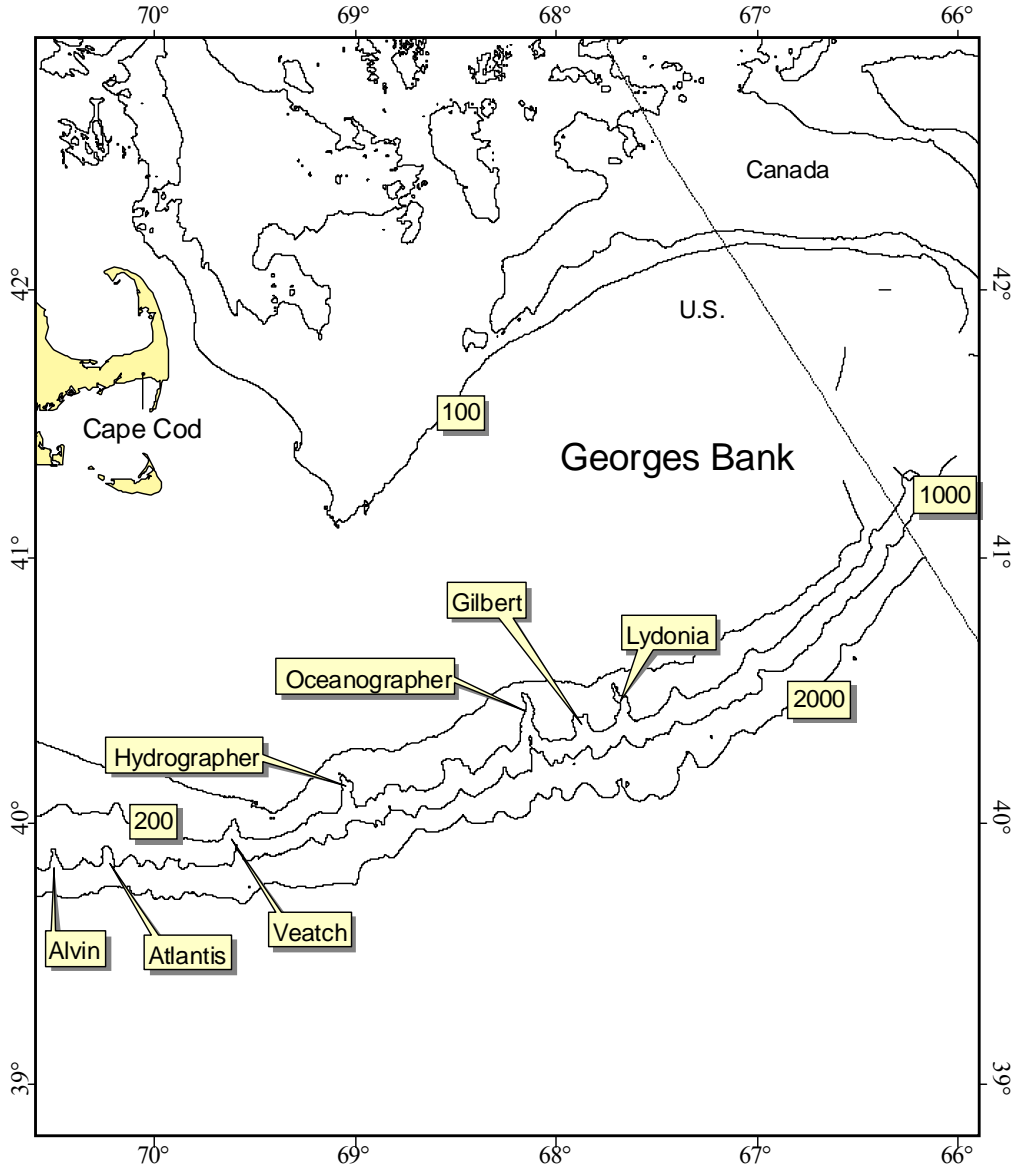 70° 69° 68° 67° 66°
Canada
42° 42°
U.S.
100
Cape Cod
Georges Bank
1000
41° 41°
Gilbert
Lydonia
Oceanographer
2000
Hydrographer
200
40° 40°
Veatch
Alvin
Atlantis
39° 39°
70° 69° 68° 67° 66°